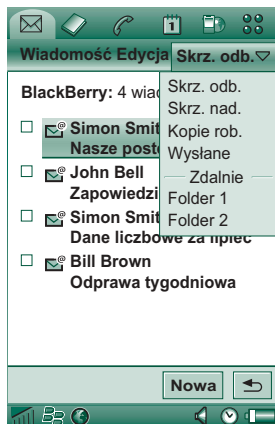 Wiadomość Edycja Skrz. odb.
BlackBerry: 4 wiad
Skrz. odb.
Skrz. nad.
Kopie rob.
Wysłane
Zdalnie
Folder 1
Folder 2
Simon Smit
Nasze post
John Bell
Zapowiedzi
Simon Smit
Dane liczbowe za lipiec
Bill Brown
Odprawa tygodniowa
Nowa